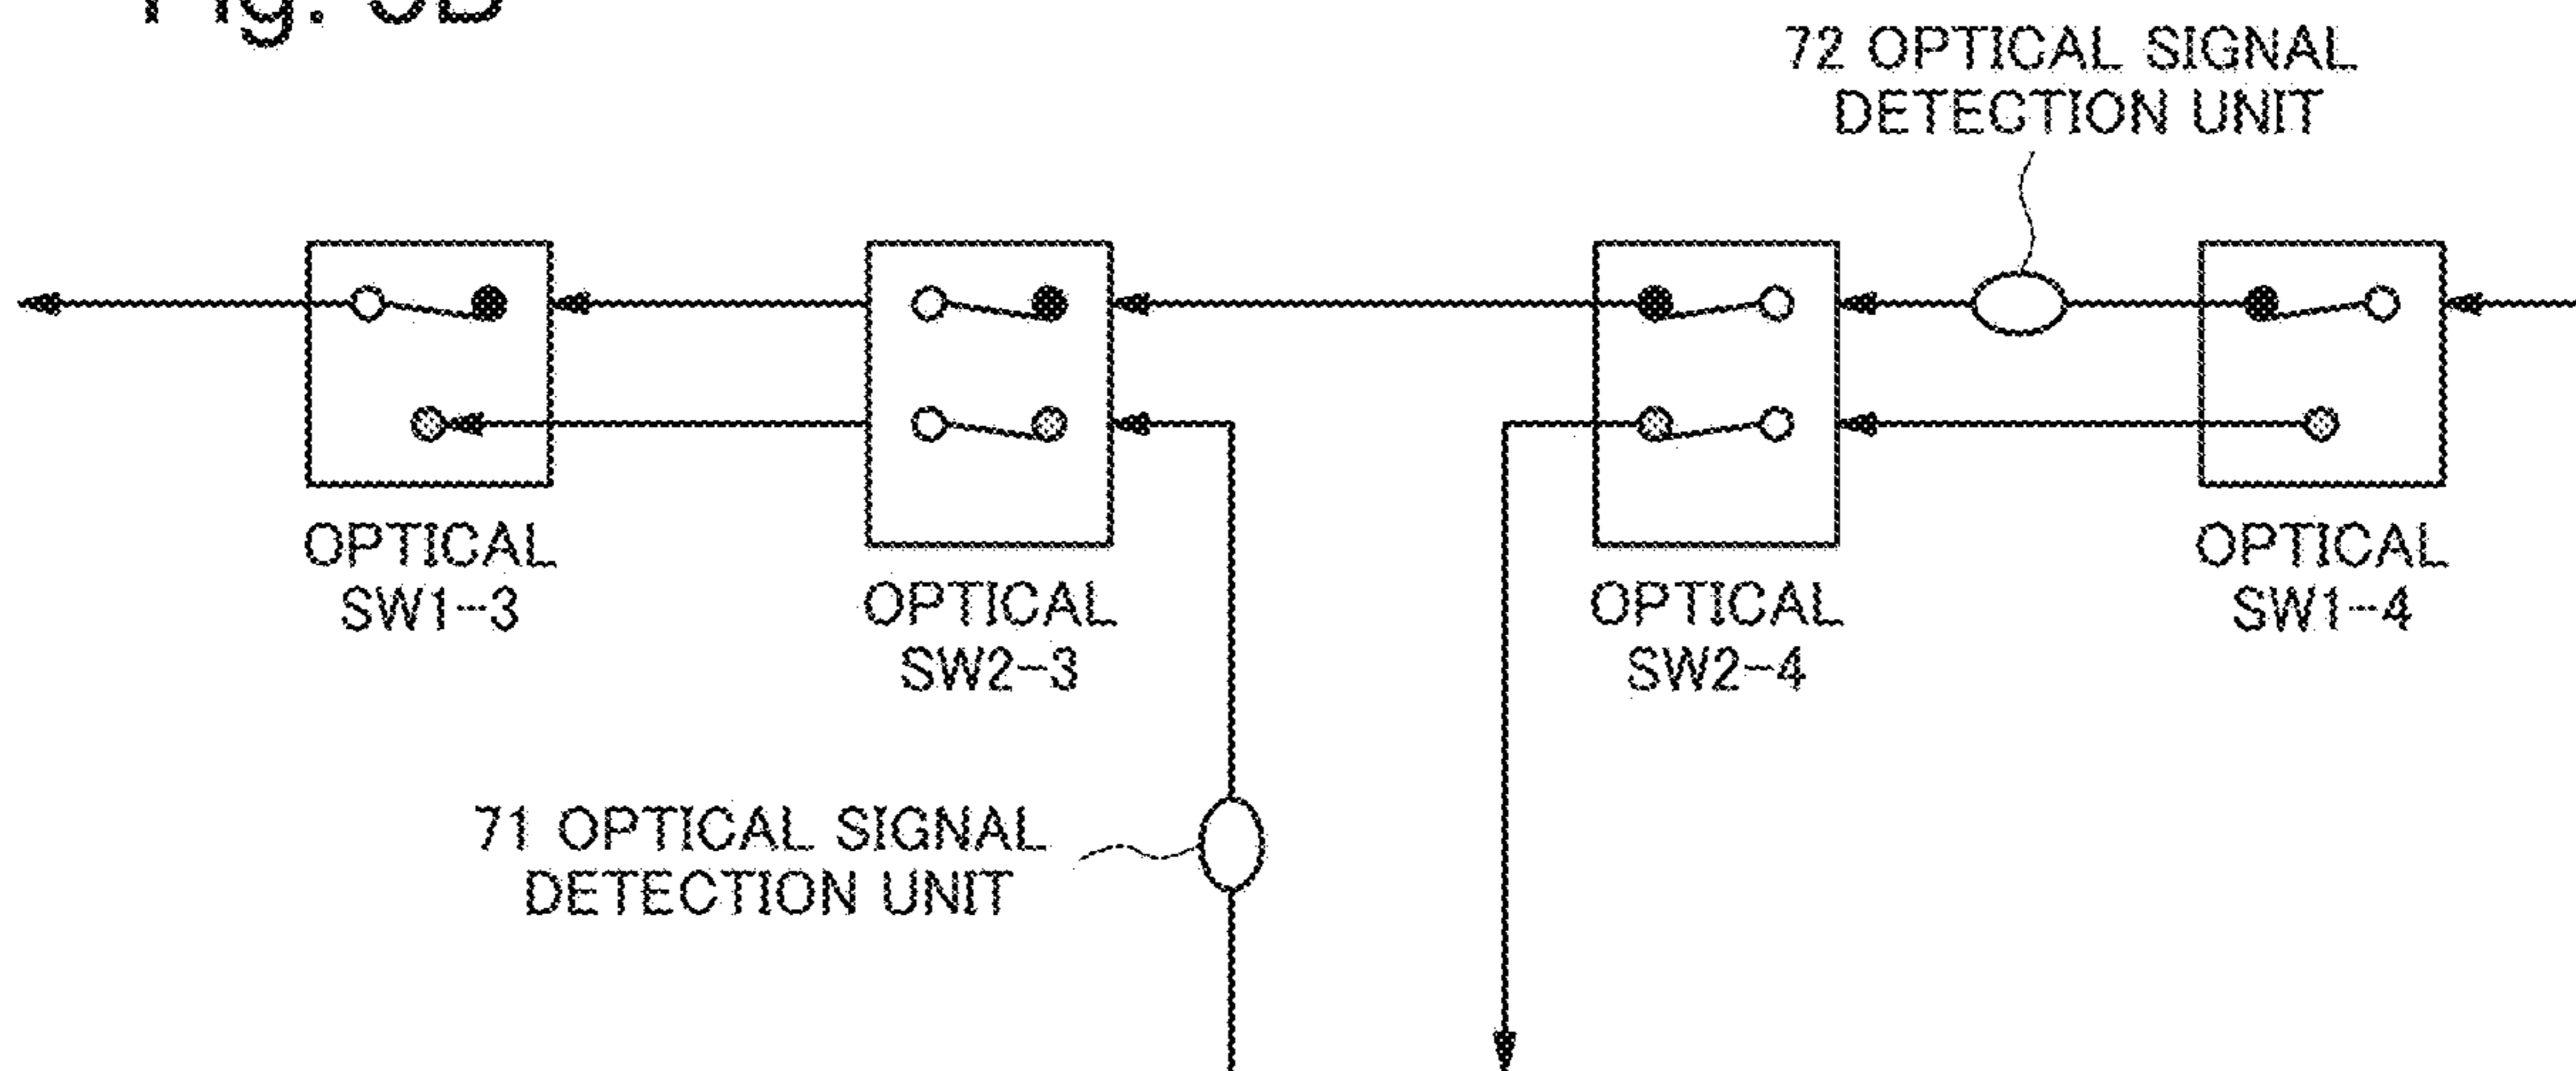 72 OPTICAL SIGNAL
DETECTION UNIT
OPTICAL
SW1-3
OPTICAL
SW2-3
OPTICAL
SW2-4
OPTICAL
SW1-4
71 OPTICAL SIGNAL
DETECTION UNIT